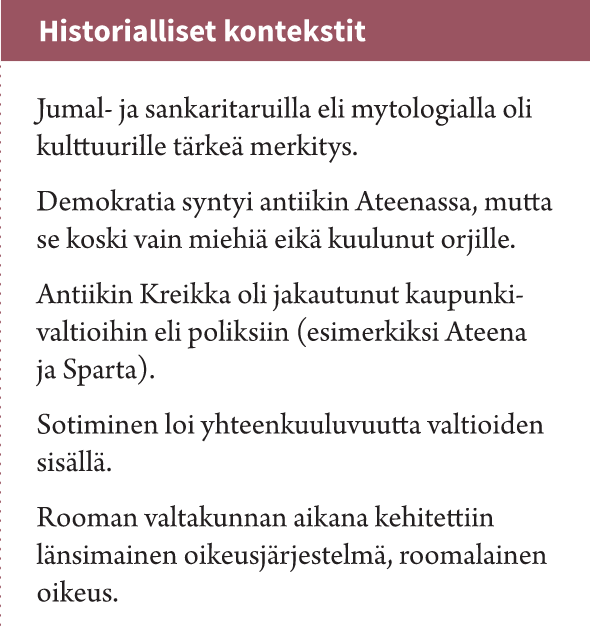 Historialliset kontekstit
Jumal- ja sankaritaruilla eli mytologialla oli
kulttuurille tärkeä merkitys.
Demokratia syntyi antiikin Ateenassa, mutta
se koski vain miehiä eikä kuulunut orjille.
Antiikin Kreikka oli jakautunut kaupunki-
valtioihin eli poliksiin (esimerkiksi Ateena
ja Sparta).
Sotiminen loi yhteenkuuluvuutta valtioiden
sisällä.
Rooman valtakunnan aikana kehitettiin
länsimainen oikeusjärjestelmä, roomalainen
oikeus.